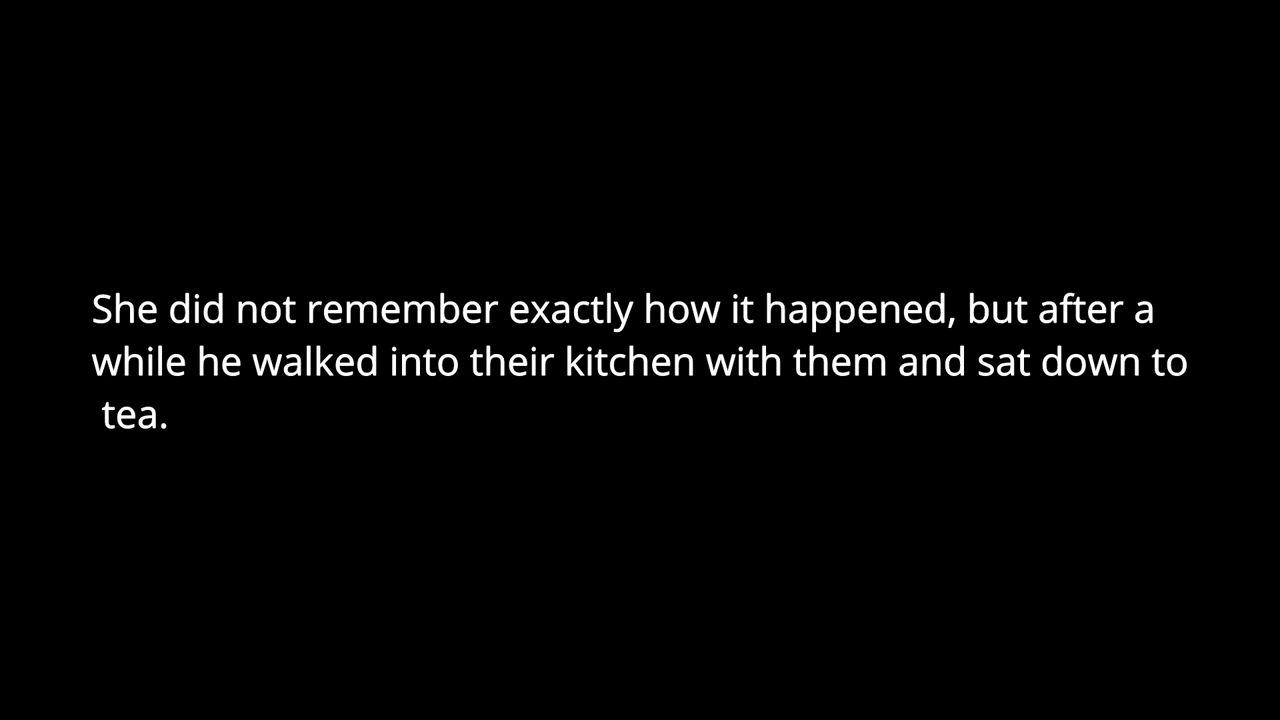 She did not remember exactly how it happened, but after a
while he walked into their kitchen with them and sat down to
tea.